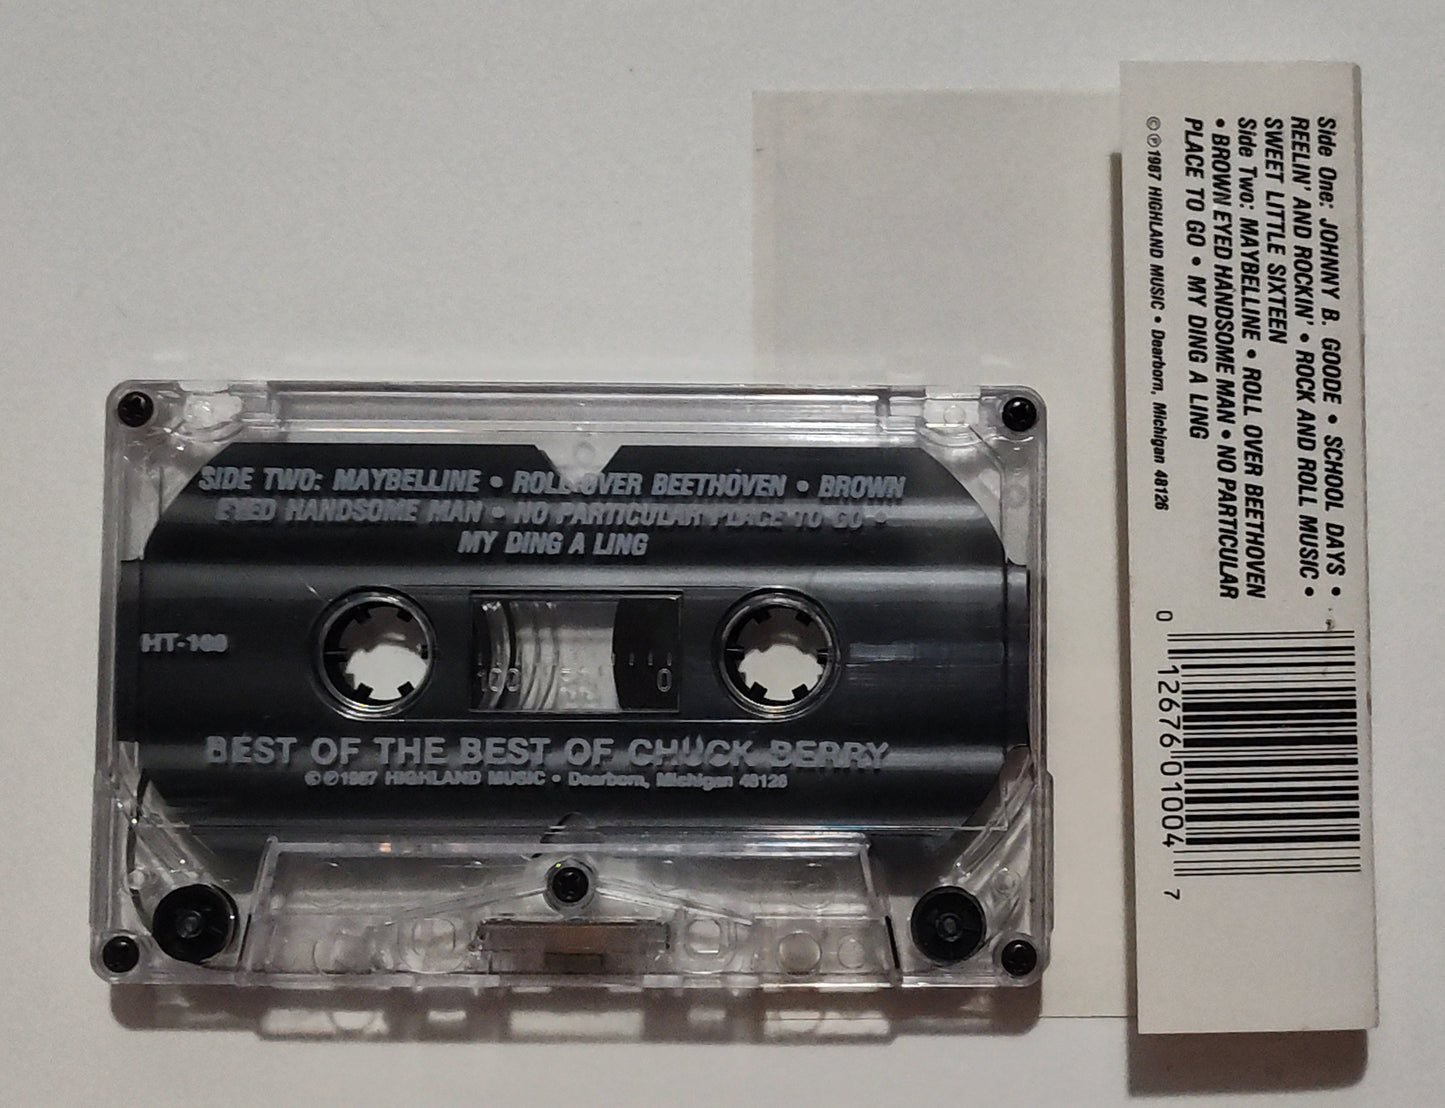 SIDE TWO: MAYBELLINE • ROLL OVER BEETHOVEN • BROWN
EYED HANDSOME MAN • NO PARTICULAR PLACE TO GO •
MY DING A LING
HT-100
100 50 0
BEST OF THE BEST OF CHUCK BERRY
©℗1987 HIGHLAND MUSIC • Dearborn, Michigan 48126
Side One: JOHNNY B. GOODE • SCHOOL DAYS •
REELIN' AND ROCKIN' • ROCK AND ROLL MUSIC •
SWEET LITTLE SIXTEEN
Side Two: MAYBELLINE • ROLL OVER BEETHOVEN
• BROWN EYED HANDSOME MAN • NO PARTICULAR
PLACE TO GO • MY DING A LING
©℗1987 HIGHLAND MUSIC • Dearborn, Michigan 48126
0 12676 01004 7